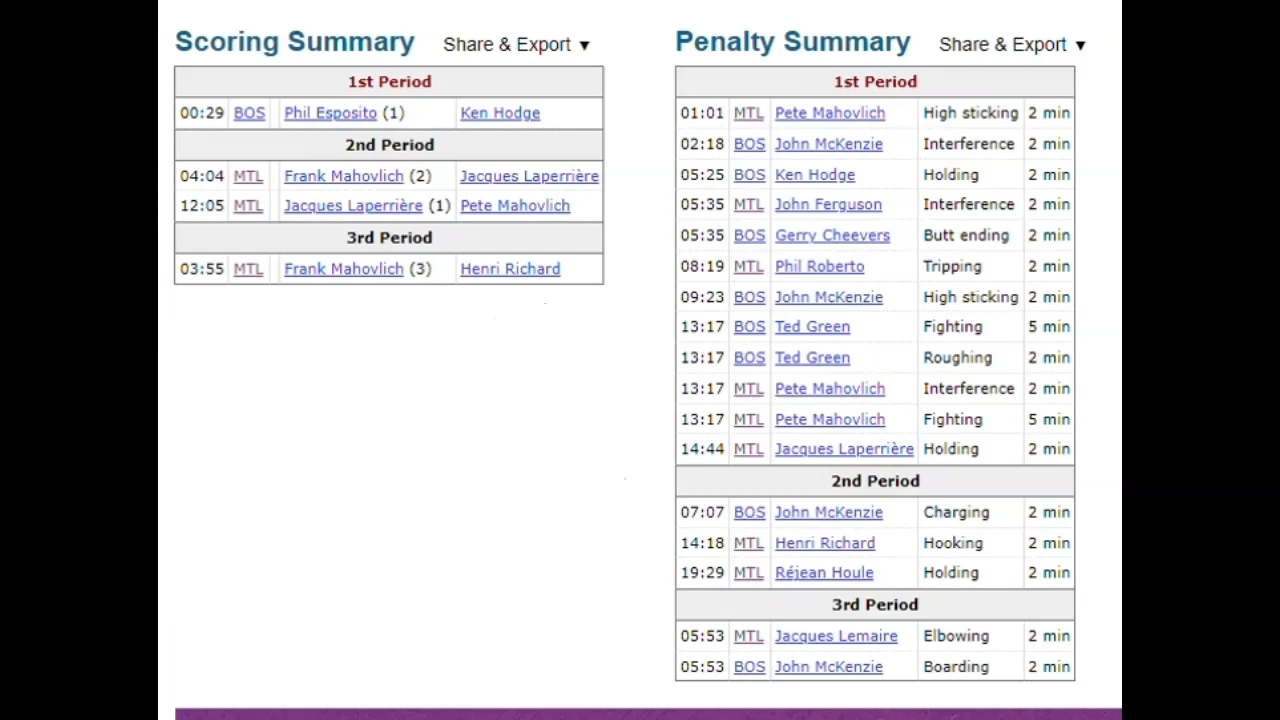 Scoring Summary Share & Export ▼
1st Period
00:29 BOS Phil Esposito (1) Ken Hodge
2nd Period
04:04 MTL Frank Mahovlich (2) Jacques Laperrière
12:05 MTL Jacques Laperrière (1) Pete Mahovlich
3rd Period
03:55 MTL Frank Mahovlich (3) Henri Richard
Penalty Summary Share & Export ▼
1st Period
01:01 MTL Pete Mahovlich High sticking 2 min
02:18 BOS John McKenzie Interference 2 min
05:25 BOS Ken Hodge Holding 2 min
05:35 MTL John Ferguson Interference 2 min
05:35 BOS Gerry Cheevers Butt ending 2 min
08:19 MTL Phil Roberto Tripping 2 min
09:23 BOS John McKenzie High sticking 2 min
13:17 BOS Ted Green Fighting 5 min
13:17 BOS Ted Green Roughing 2 min
13:17 MTL Pete Mahovlich Interference 2 min
13:17 MTL Pete Mahovlich Fighting 5 min
14:44 MTL Jacques Laperrière Holding 2 min
2nd Period
07:07 BOS John McKenzie Charging 2 min
14:18 MTL Henri Richard Hooking 2 min
19:29 MTL Réjean Houle Holding 2 min
3rd Period
05:53 MTL Jacques Lemaire Elbowing 2 min
05:53 BOS John McKenzie Boarding 2 min